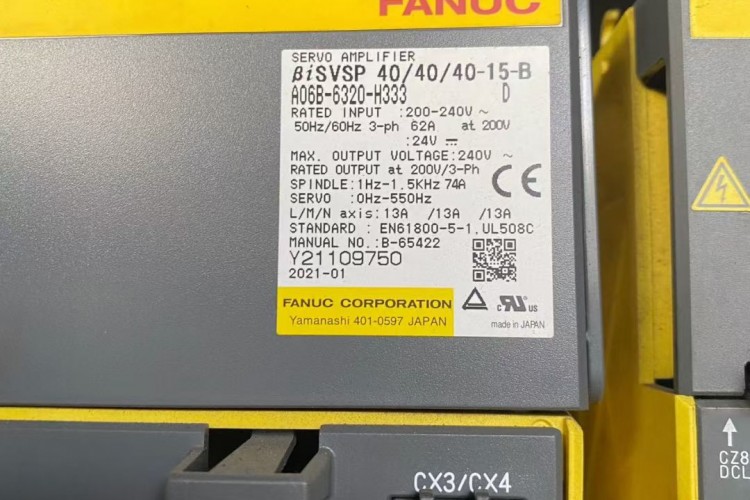 FANUC
SERVO AMPLIFIER
βiSVSP 40/40/40-15-B
A06B-6320-H333 D
RATED INPUT :200-240V ~
50Hz/60Hz 3-ph 62A at 200V
:24V ⎓
MAX. OUTPUT VOLTAGE:240V ~
RATED OUTPUT at 200V/3-Ph
SPINDLE:1Hz-1.5KHz 74A
SERVO :0Hz-550Hz
L/M/N axis:13A /13A /13A
CE
STANDARD : EN61800-5-1,UL508C
MANUAL NO.:B-65422
Y21109750
2021-01
FANUC CORPORATION
Yamanashi 401-0597 JAPAN
c RU US
made in JAPAN
CX3/CX4
CZ8
DCL